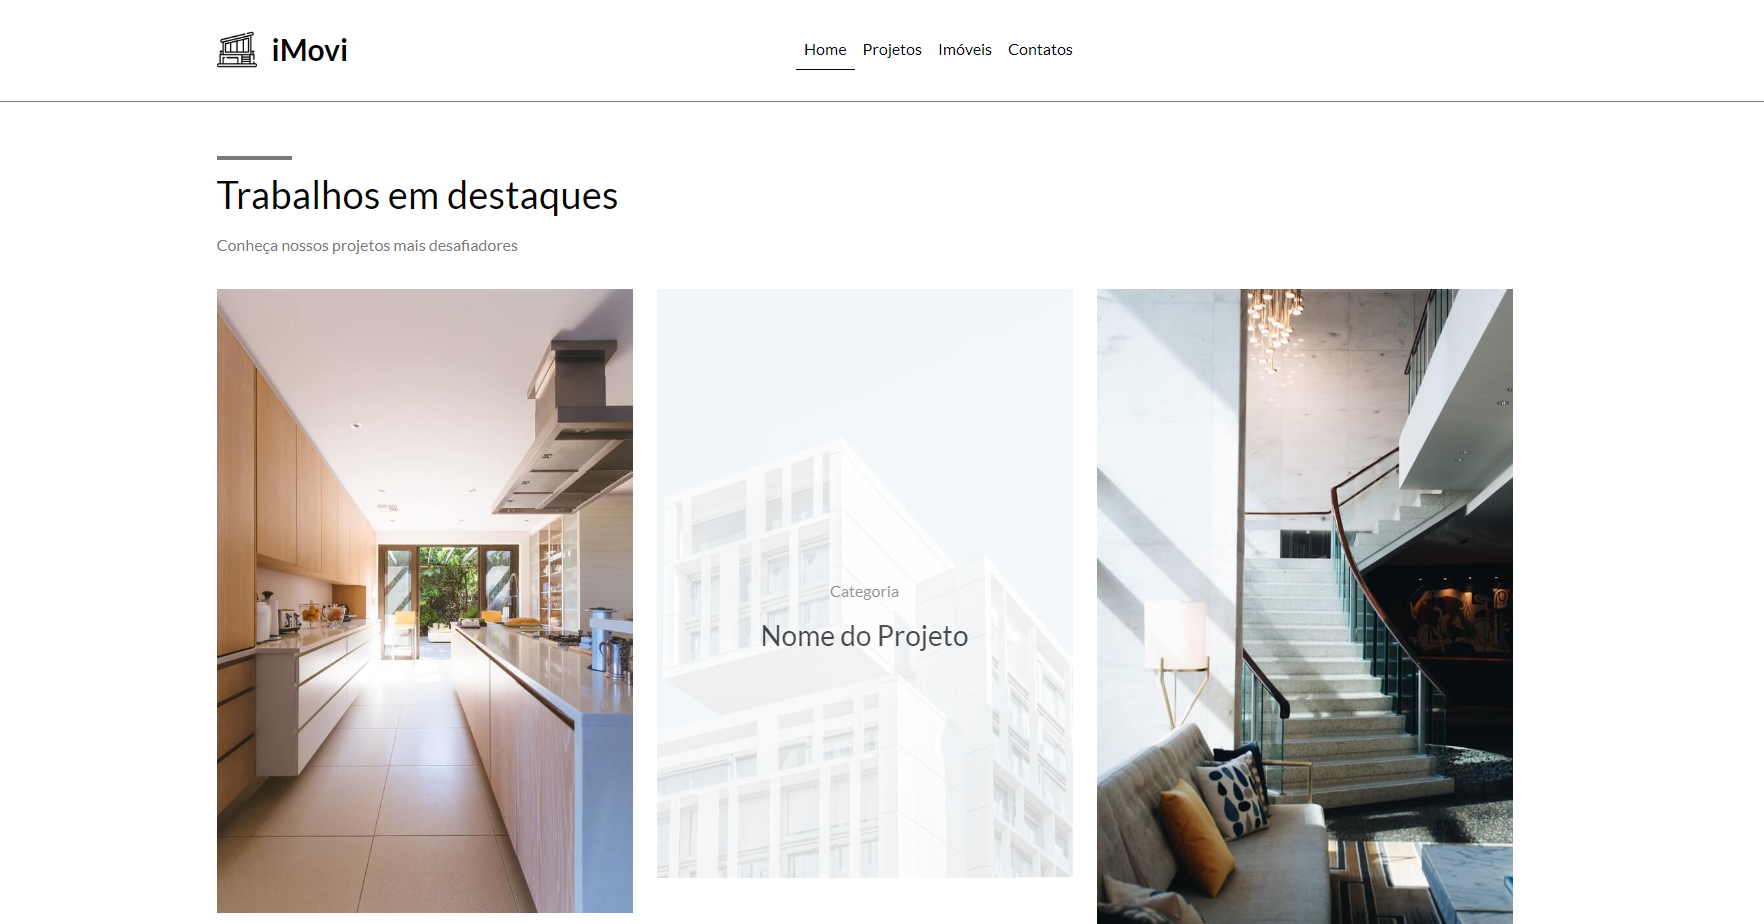 iMovi
Home Projetos Imóveis Contatos
Trabalhos em destaques
Conheça nossos projetos mais desafiadores
Categoria
Nome do Projeto